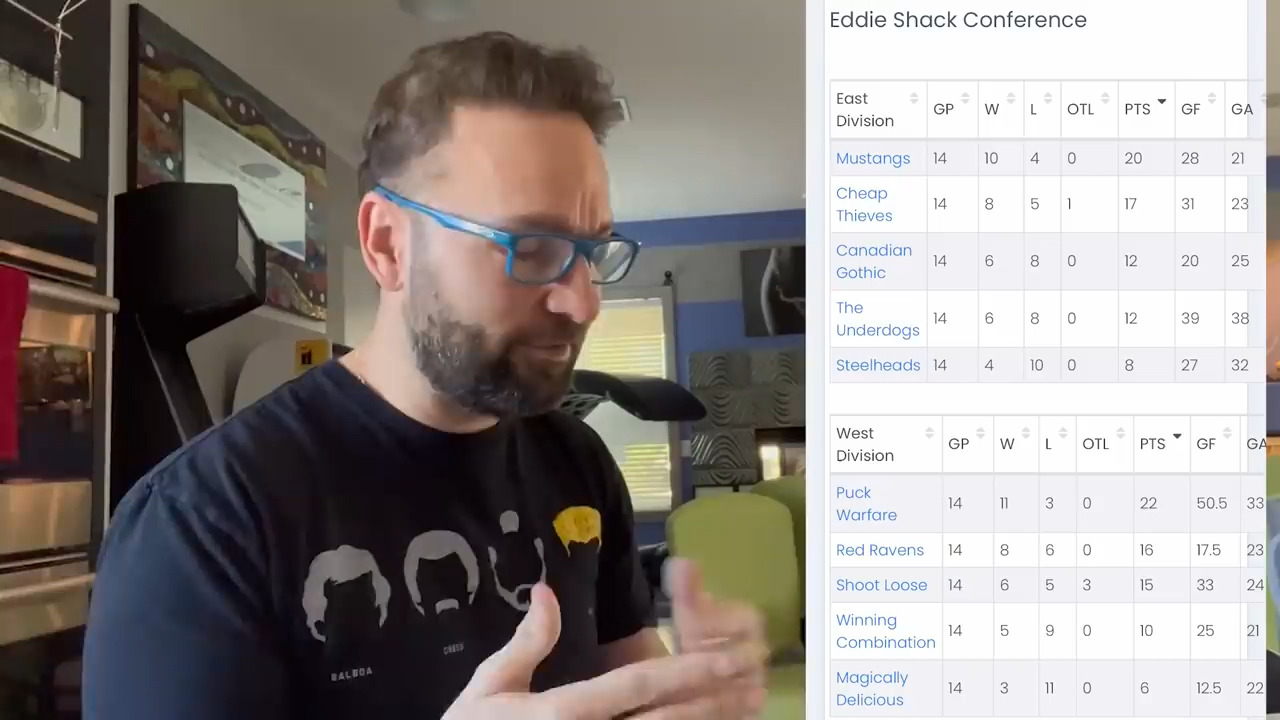 Eddie Shack Conference
East Division GP W L OTL PTS GF GA
Mustangs 14 10 4 0 20 28 21
Cheap Thieves 14 8 5 1 17 31 23
Canadian Gothic 14 6 8 0 12 20 25
The Underdogs 14 6 8 0 12 39 38
Steelheads 14 4 10 0 8 27 32
West Division GP W L OTL PTS GF GA
Puck Warfare 14 11 3 0 22 50.5 33
Red Ravens 14 8 6 0 16 17.5 23
Shoot Loose 14 6 5 3 15 33 24
Winning Combination 14 5 9 0 10 25 21
Magically Delicious 14 3 11 0 6 12.5 22
BALBOA
CREED